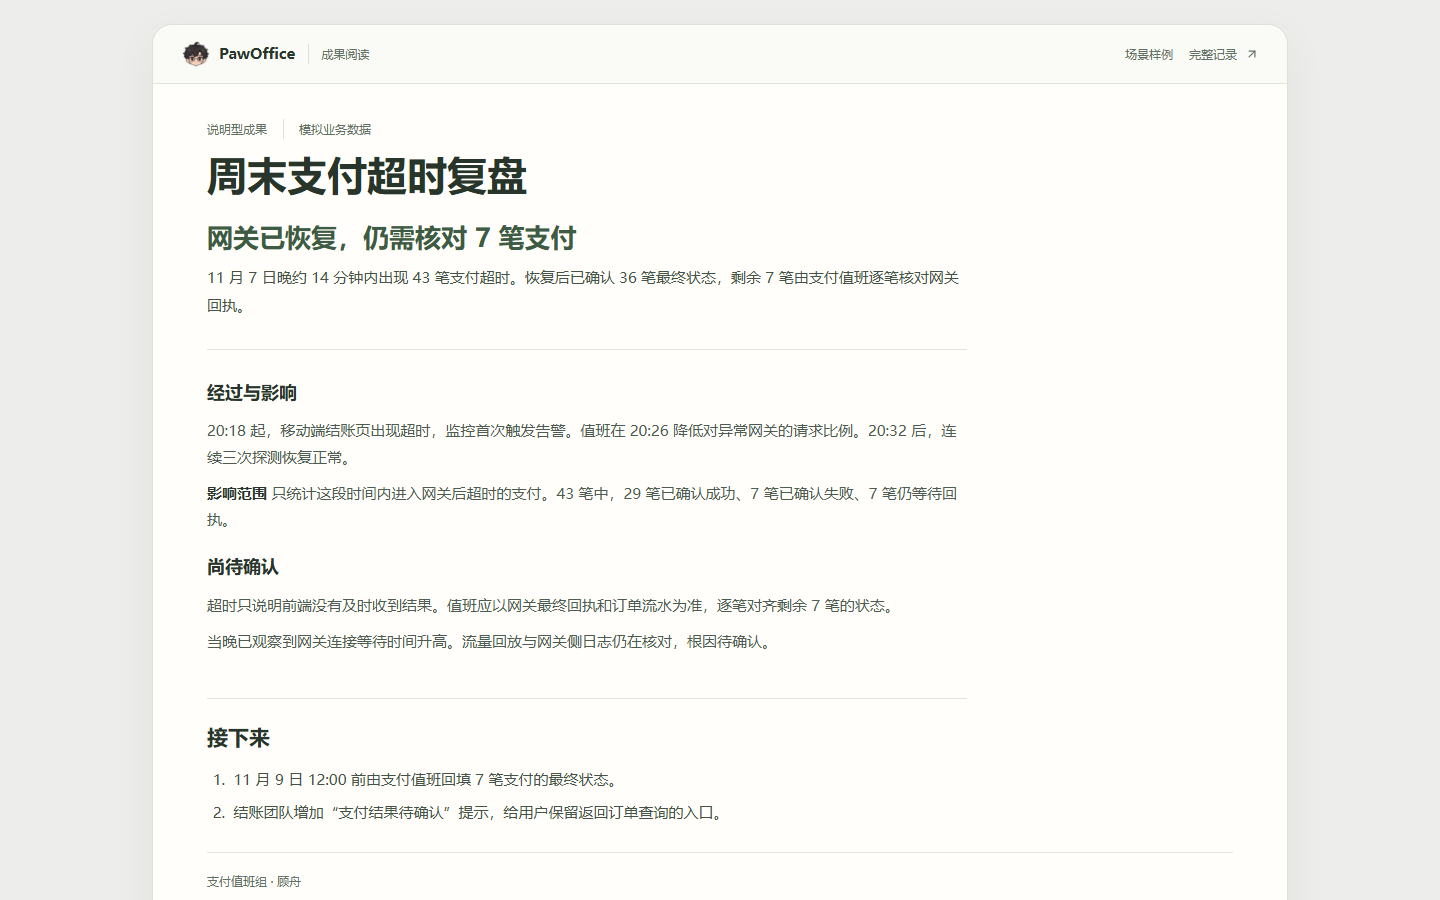 PawOffice
成果阅读
场景样例
完整记录
说明型成果
模拟业务数据
周末支付超时复盘
网关已恢复，仍需核对 7 笔支付
11 月 7 日晚约 14 分钟内出现 43 笔支付超时。恢复后已确认 36 笔最终状态，剩余 7 笔由支付值班逐笔核对网关
回执。
经过与影响
20:18 起，移动端结账页出现超时，监控首次触发告警。值班在 20:26 降低对异常网关的请求比例。20:32 后，连
续三次探测恢复正常。
影响范围 只统计这段时间内进入网关后超时的支付。43 笔中，29 笔已确认成功、7 笔已确认失败、7 笔仍等待回
执。
尚待确认
超时只说明前端没有及时收到结果。值班应以网关最终回执和订单流水为准，逐笔对齐剩余 7 笔的状态。
当晚已观察到网关连接等待时间升高。流量回放与网关侧日志仍在核对，根因待确认。
接下来
1. 11 月 9 日 12:00 前由支付值班回填 7 笔支付的最终状态。
2. 结账团队增加“支付结果待确认”提示，给用户保留返回订单查询的入口。
支付值班组 · 顾舟